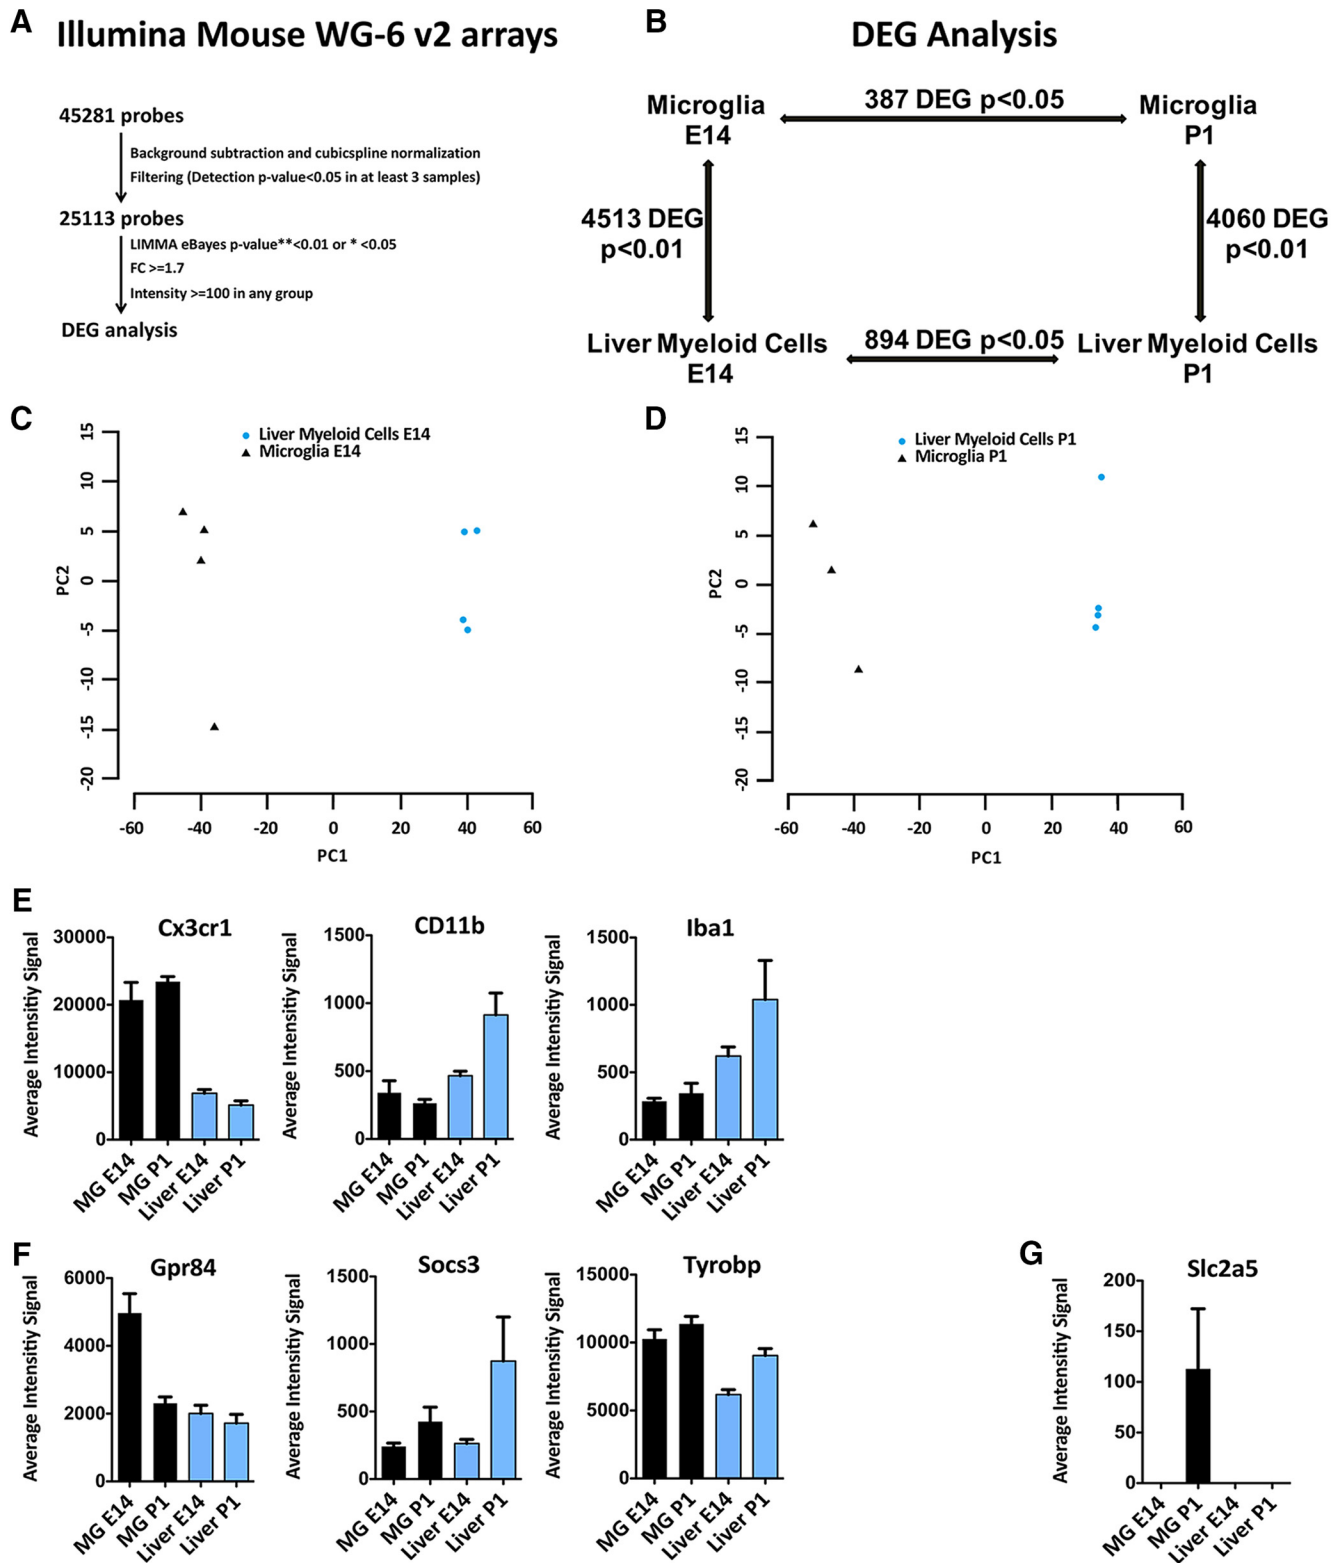 A Illumina Mouse WG-6 v2 arrays
45281 probes
Background subtraction and cubicspline normalization
Filtering (Detection p-value<0.05 in at least 3 samples)
25113 probes
LIMMA eBayes p-value**<0.01 or * <0.05
FC >=1.7
Intensity >=100 in any group
DEG analysis
B DEG Analysis
Microglia
E14
387 DEG p<0.05
Microglia
P1
4513 DEG
p<0.01
4060 DEG
p<0.01
Liver Myeloid Cells
E14
894 DEG p<0.05
Liver Myeloid Cells
P1
C
Liver Myeloid Cells E14
Microglia E14
15
10
5
0
-5
-10
-15
-20
PC2
-60 -40 -20 0 20 40 60
PC1
D
Liver Myeloid Cells P1
Microglia P1
15
10
5
0
-5
-10
-15
-20
PC2
-60 -40 -20 0 20 40 60
PC1
E
Cx3cr1
Average Intensitiy Signal
30000
20000
10000
0
MG E14 MG P1 Liver E14 Liver P1
CD11b
Average Intensitiy Signal
1500
1000
500
0
MG E14 MG P1 Liver E14 Liver P1
Iba1
Average Intensitiy Signal
1500
1000
500
0
MG E14 MG P1 Liver E14 Liver P1
F
Gpr84
Average Intensitiy Signal
6000
4000
2000
0
MG E14 MG P1 Liver E14 Liver P1
Socs3
Average Intensitiy Signal
1500
1000
500
0
MG E14 MG P1 Liver E14 Liver P1
Tyrobp
Average Intensitiy Signal
15000
10000
5000
0
MG E14 MG P1 Liver E14 Liver P1
G
Slc2a5
Average Intensitiy Signal
200
150
100
50
0
MG E14 MG P1 Liver E14 Liver P1